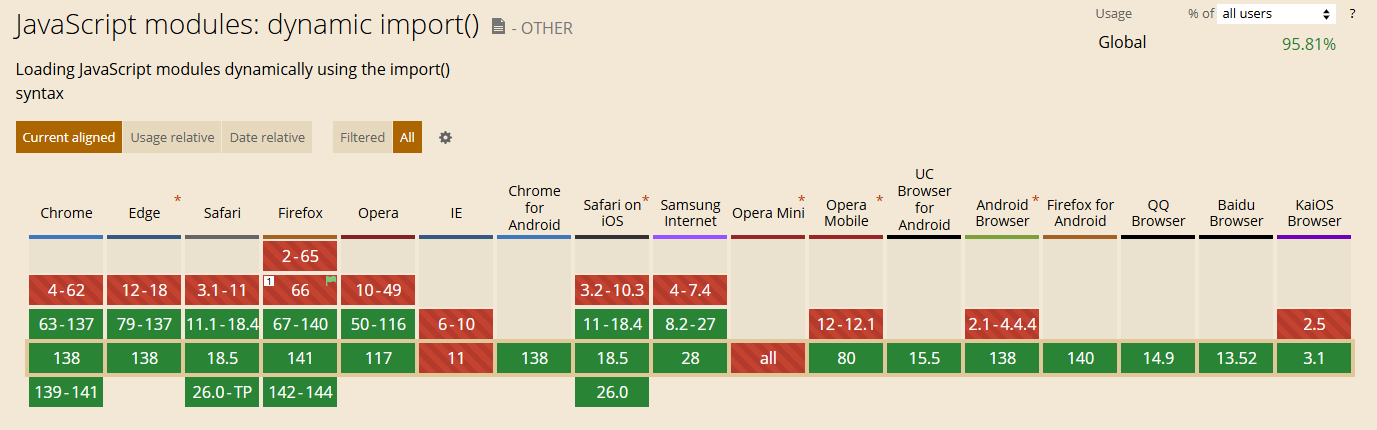 JavaScript modules: dynamic import() - OTHER
Usage % of all users ?
Global 95.81%
Loading JavaScript modules dynamically using the import()
syntax
Current aligned Usage relative Date relative Filtered All
Chrome Edge * Safari Firefox Opera IE Chrome for Android Safari on iOS * Samsung Internet Opera Mini * Opera Mobile * UC Browser for Android Android Browser * Firefox for Android QQ Browser Baidu Browser KaiOS Browser
2-65
4-62 12-18 3.1-11 1 66 10-49 3.2-10.3 4-7.4
63-137 79-137 11.1-18.4 67-140 50-116 6-10 11-18.4 8.2-27 12-12.1 2.1-4.4.4 2.5
138 138 18.5 141 117 11 138 18.5 28 all 80 15.5 138 140 14.9 13.52 3.1
139-141 26.0-TP 142-144 26.0